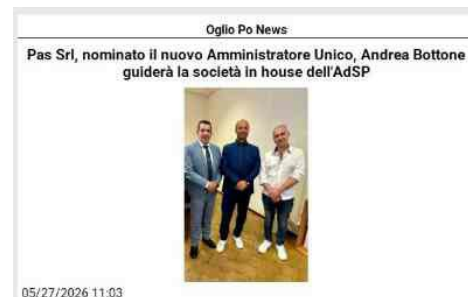 Oglio Po News
Pas Srl, nominato il nuovo Amministratore Unico, Andrea Bottone
guiderà la società in house dell'AdSP
05/27/2026 11:03